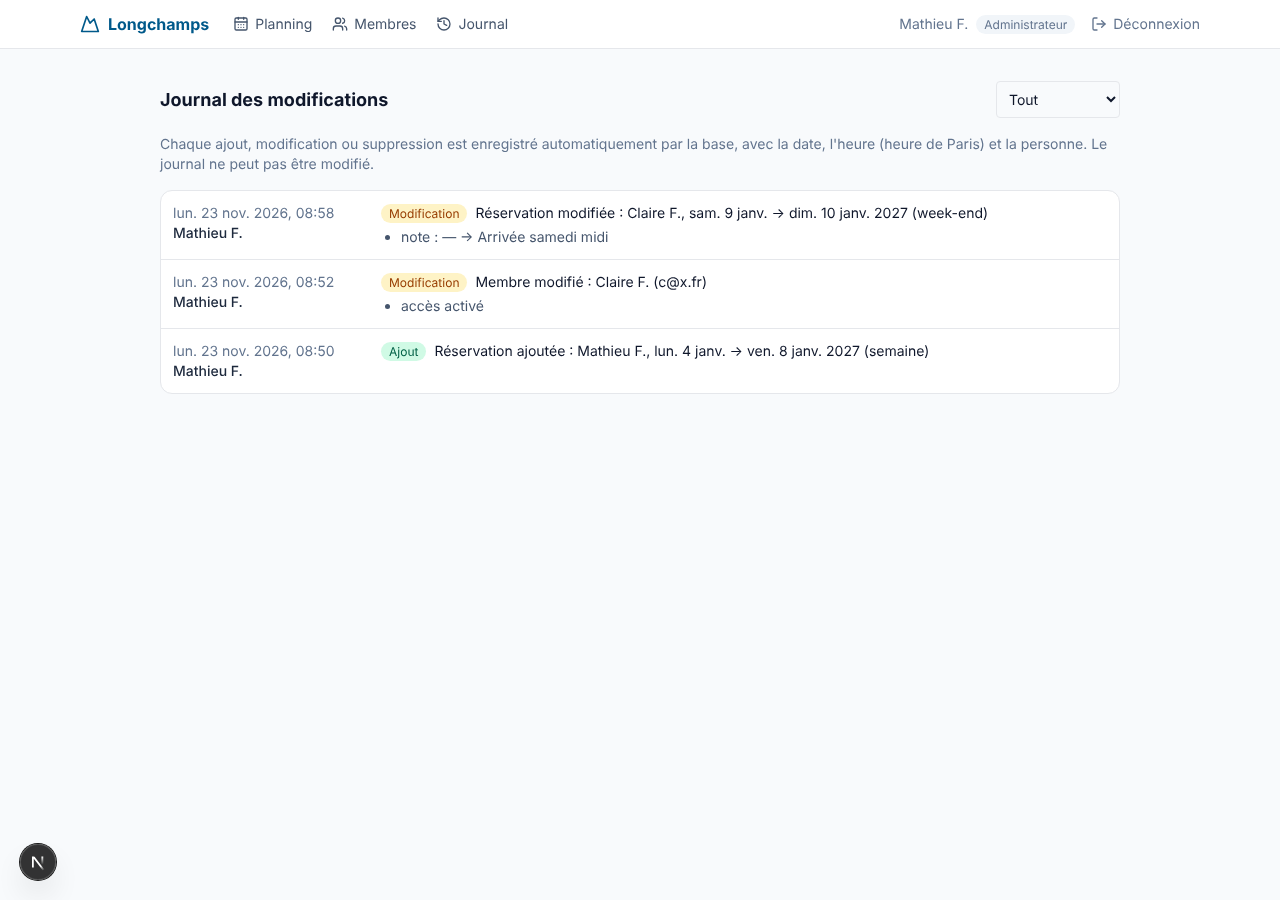 Longchamps Planning Membres Journal Mathieu F. Administrateur Déconnexion
Journal des modifications Tout
Chaque ajout, modification ou suppression est enregistré automatiquement par la base, avec la date, l'heure (heure de Paris) et la personne. Le
journal ne peut pas être modifié.
lun. 23 nov. 2026, 08:58 Modification Réservation modifiée : Claire F., sam. 9 janv. → dim. 10 janv. 2027 (week-end)
Mathieu F. • note : — → Arrivée samedi midi
lun. 23 nov. 2026, 08:52 Modification Membre modifié : Claire F. (c@x.fr)
Mathieu F. • accès activé
lun. 23 nov. 2026, 08:50 Ajout Réservation ajoutée : Mathieu F., lun. 4 janv. → ven. 8 janv. 2027 (semaine)
Mathieu F.
N